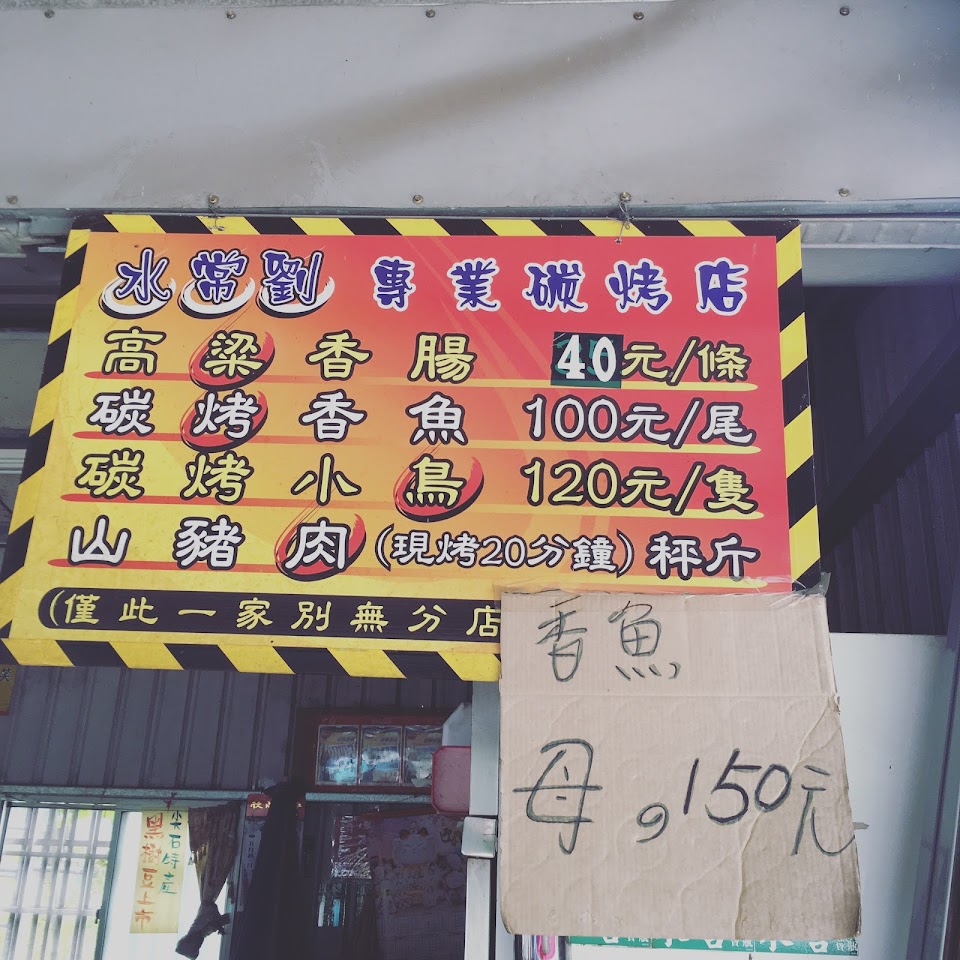 水常劉 專業碳烤店
高粱香腸 40元/條
碳烤香魚 100元/尾
碳烤小鳥 120元/隻
山豬肉(現烤20分鐘)秤斤
(僅此一家別無分店
香魚
母。150元